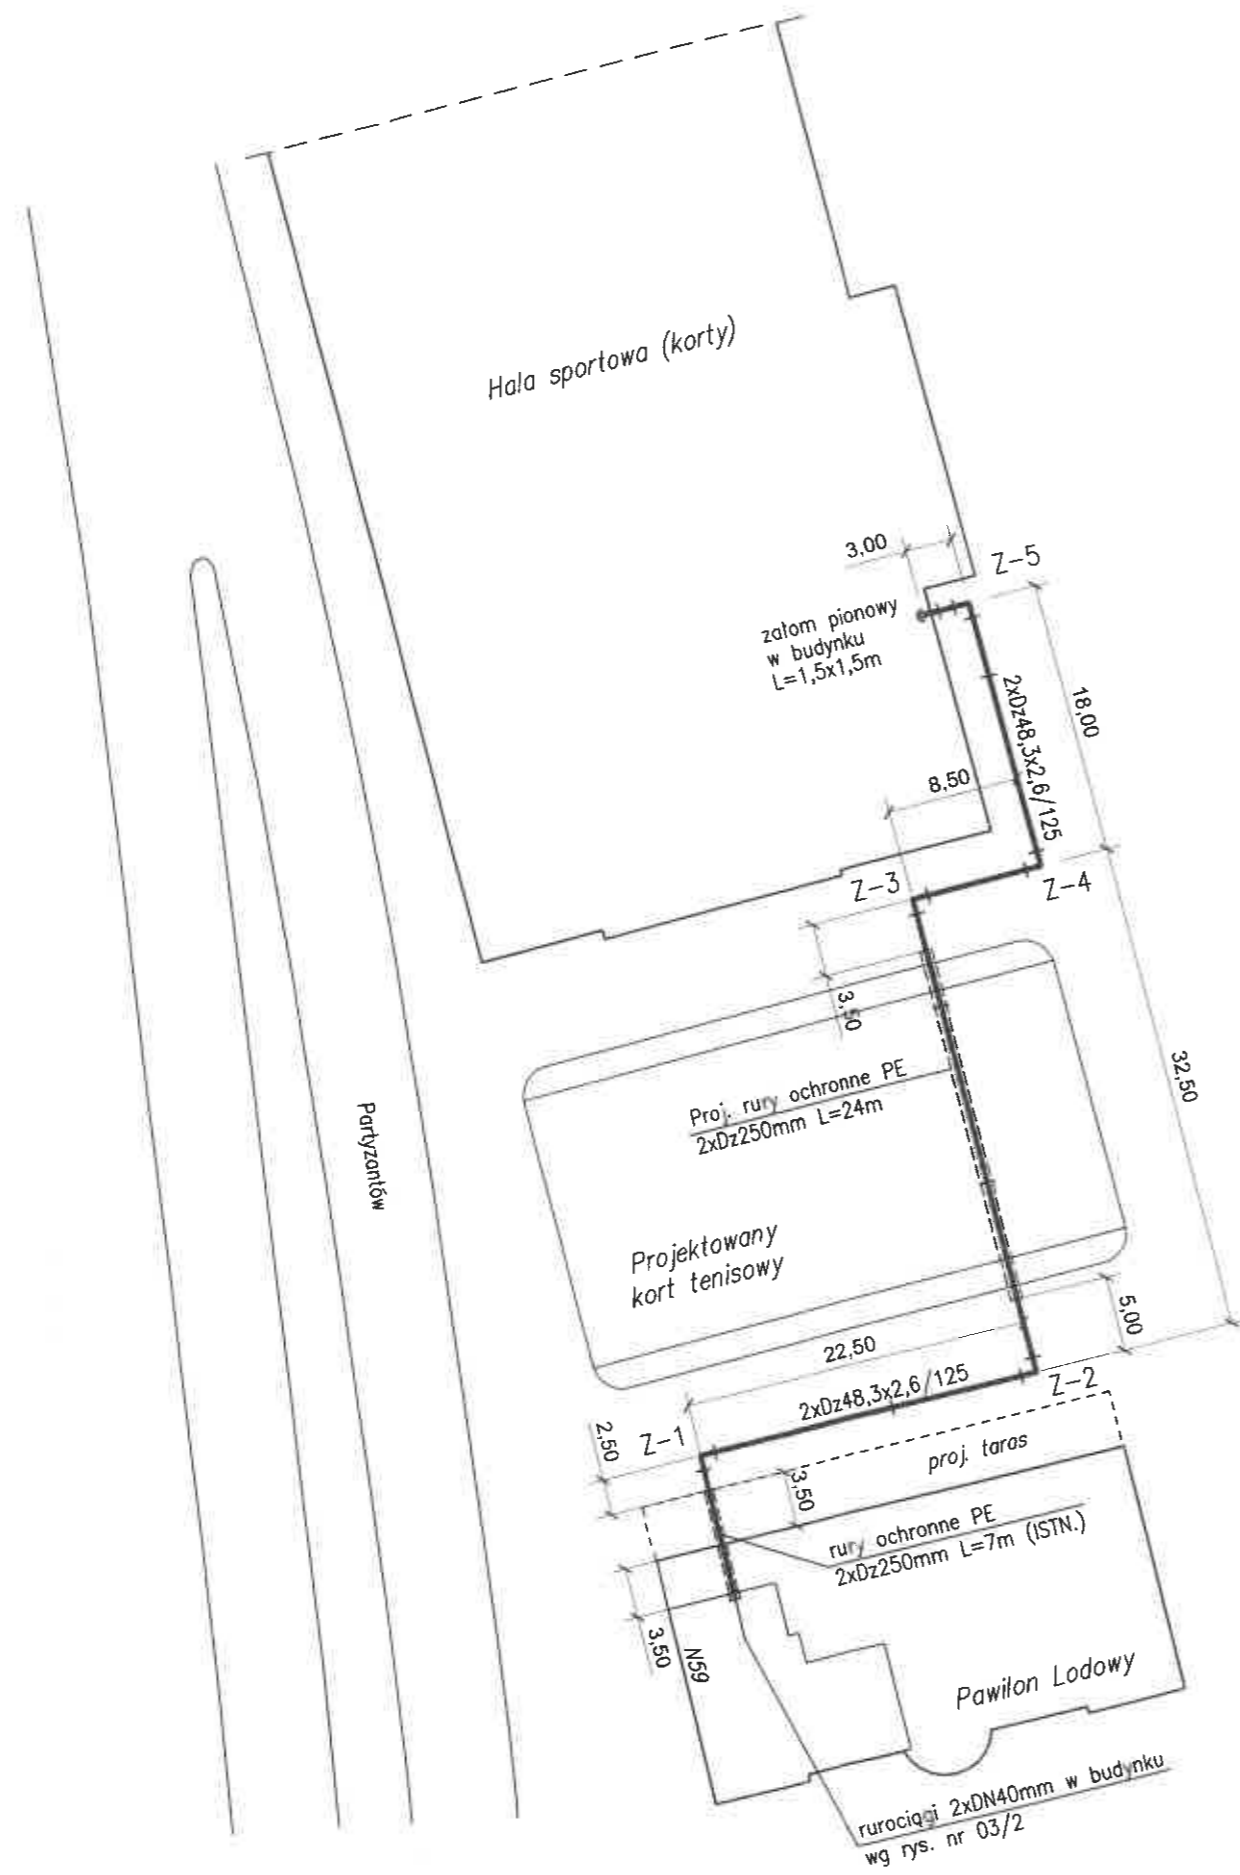 Hala sportowa (korty)
3,00
Z-5
załom pionowy
w budynku
L=1,5x1,5m
2xDz48,3x2,6/125
18,00
8,50
Z-3
Z-4
3,50
32,50
Proj. rury ochronne PE
2xDz250mm L=24m
Partyzantów
Projektowany
kort tenisowy
5,00
22,50
2xDz48,3x2,6/125
Z-2
2,50
Z-1
proj. taras
3,50
rury ochronne PE
2xDz250mm L=7m (ISTN.)
3,50
N59
Pawilon Lodowy
rurociągi 2xDN40mm w budynku
wg rys. nr 03/2